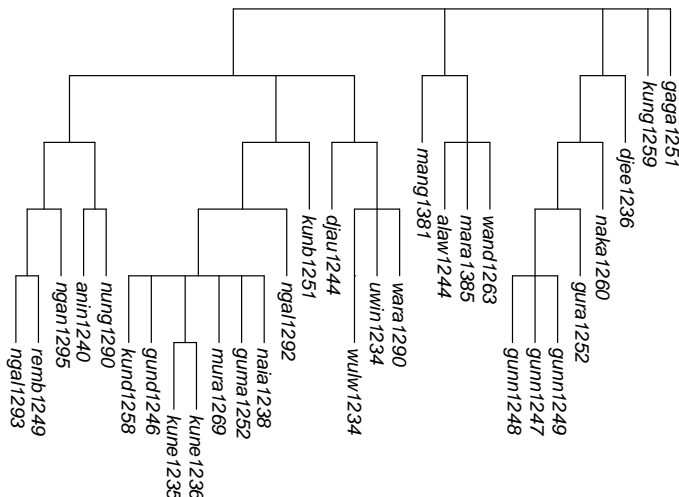 ngal1293
remb1249
ngan1295
anin1240
nung1290
kund1258
gund1246
kune1235
kune1236
mura1269
guma1252
naia1238
ngal1292
kunb1251
djau1244
wulw1234
uwin1234
wara1290
mang1381
alaw1244
mara1385
wand1263
gunn1248
gunn1247
gunn1249
gura1252
naka1260
djee1236
kung1259
gaga1251